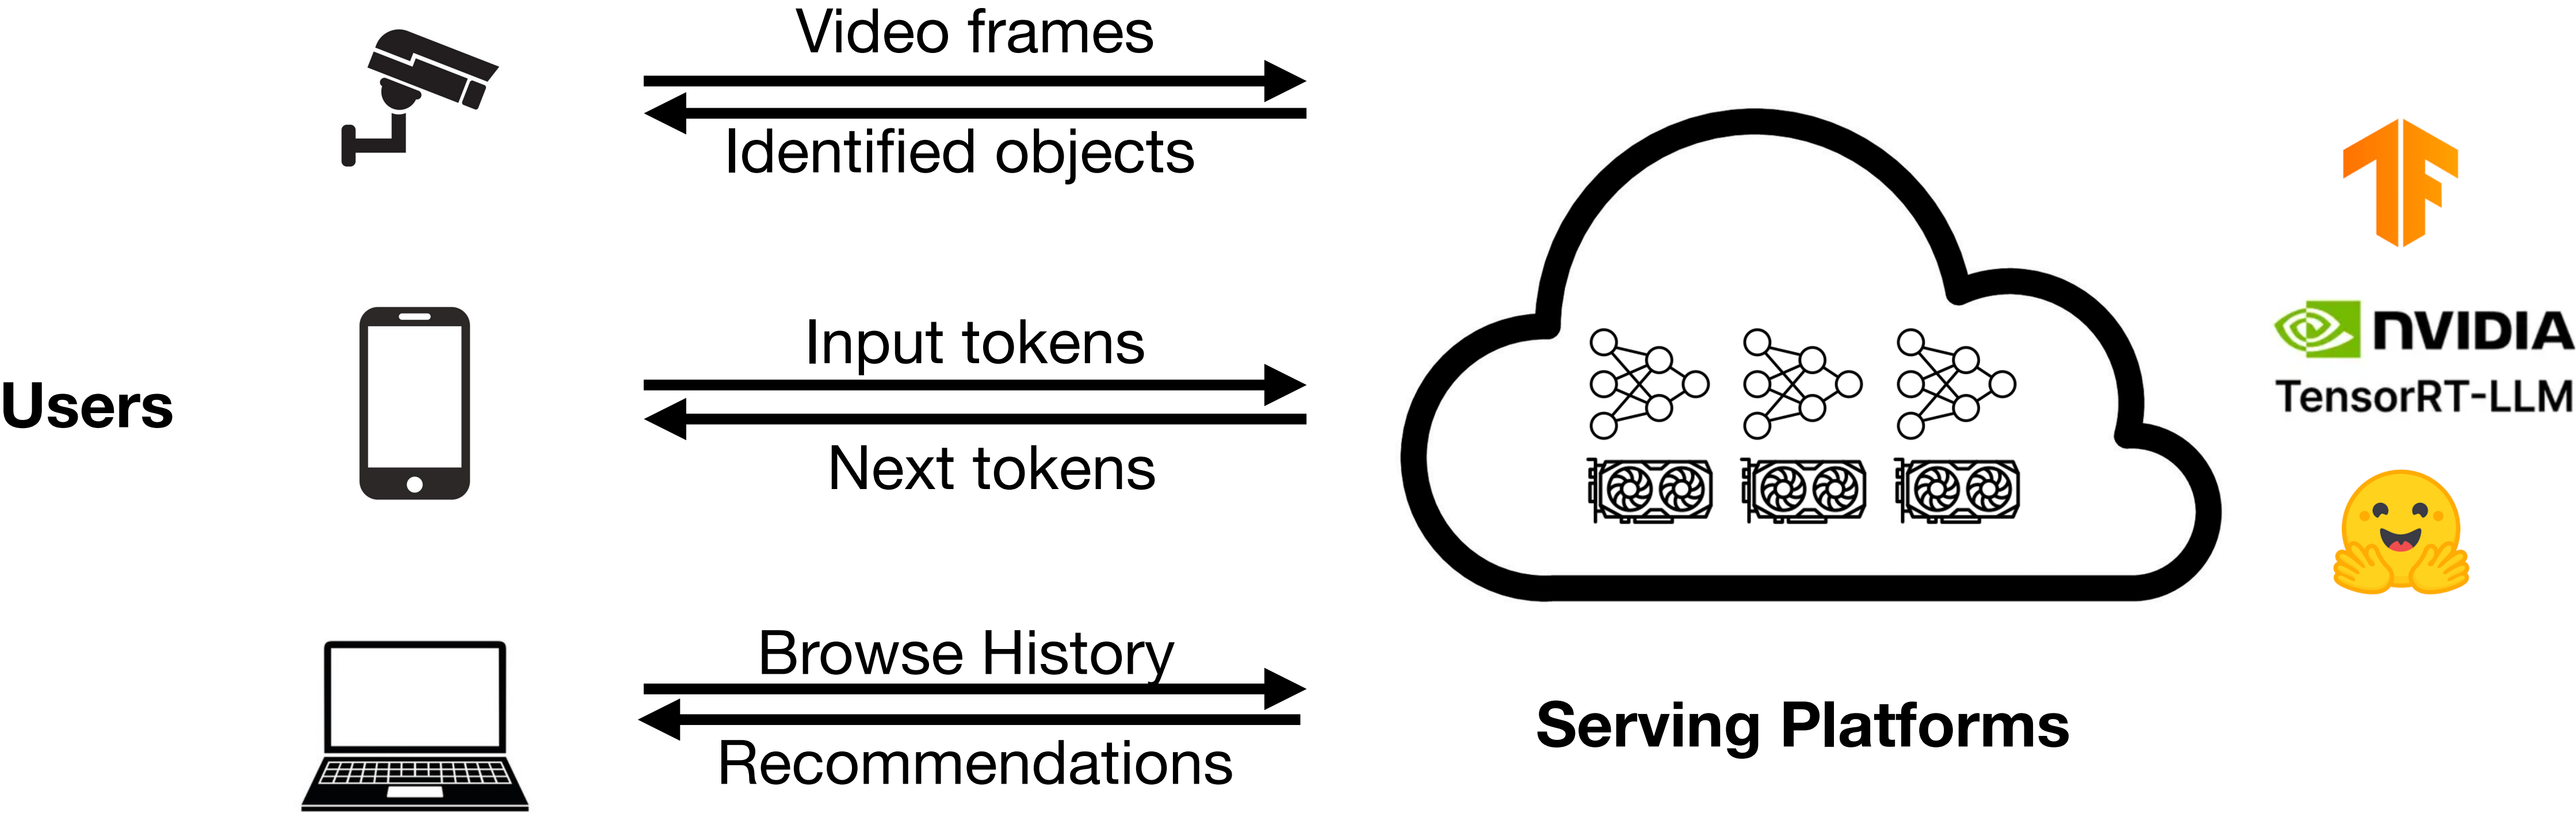 Video frames
Identified objects
Users
Input tokens
Next tokens
Browse History
Recommendations
Serving Platforms
NVIDIA
TensorRT-LLM